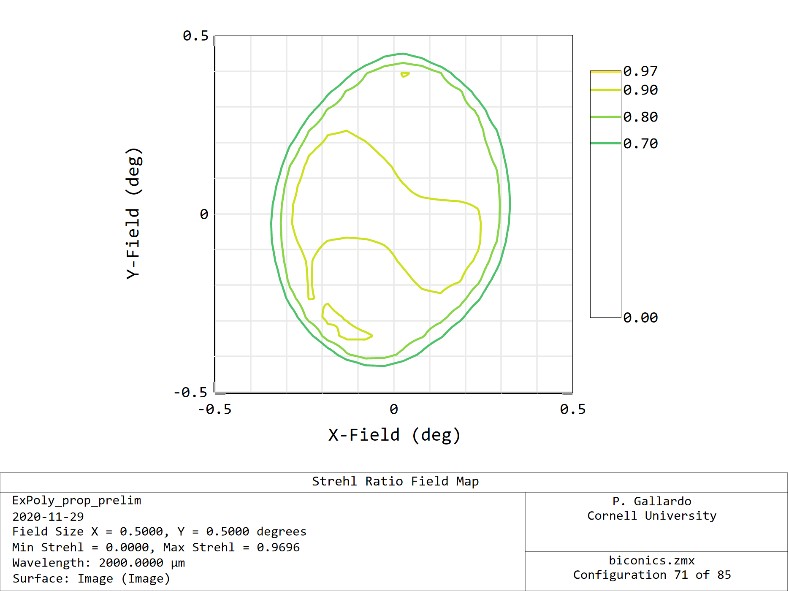 0.5
0
-0.5
Y-Field (deg)
-0.5 0 0.5
X-Field (deg)
0.97
0.90
0.80
0.70
0.00
Strehl Ratio Field Map
ExPoly_prop_prelim
2020-11-29
Field Size X = 0.5000, Y = 0.5000 degrees
Min Strehl = 0.0000, Max Strehl = 0.9696
Wavelength: 2000.0000 µm
Surface: Image (Image)
P. Gallardo
Cornell University
biconics.zmx
Configuration 71 of 85